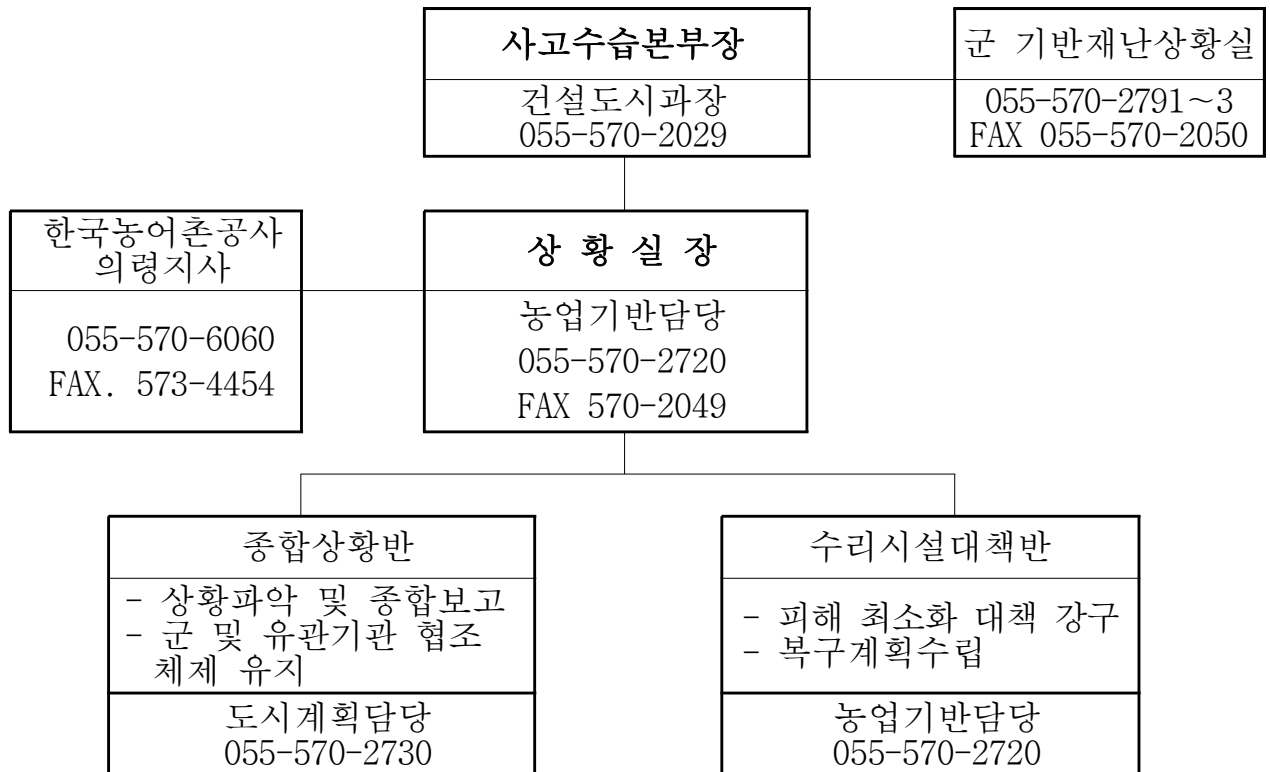 사고수습본부장
건설도시과장
055-570-2029
군 기반재난상황실
055-570-2791~3
FAX 055-570-2050
한국농어촌공사
의령지사
055-570-6060
FAX. 573-4454
상 황 실 장
농업기반담당
055-570-2720
FAX 570-2049
종합상황반
- 상황파악 및 종합보고
- 군 및 유관기관 협조
체제 유지
도시계획담당
055-570-2730
수리시설대책반
- 피해 최소화 대책 강구
- 복구계획수립
농업기반담당
055-570-2720